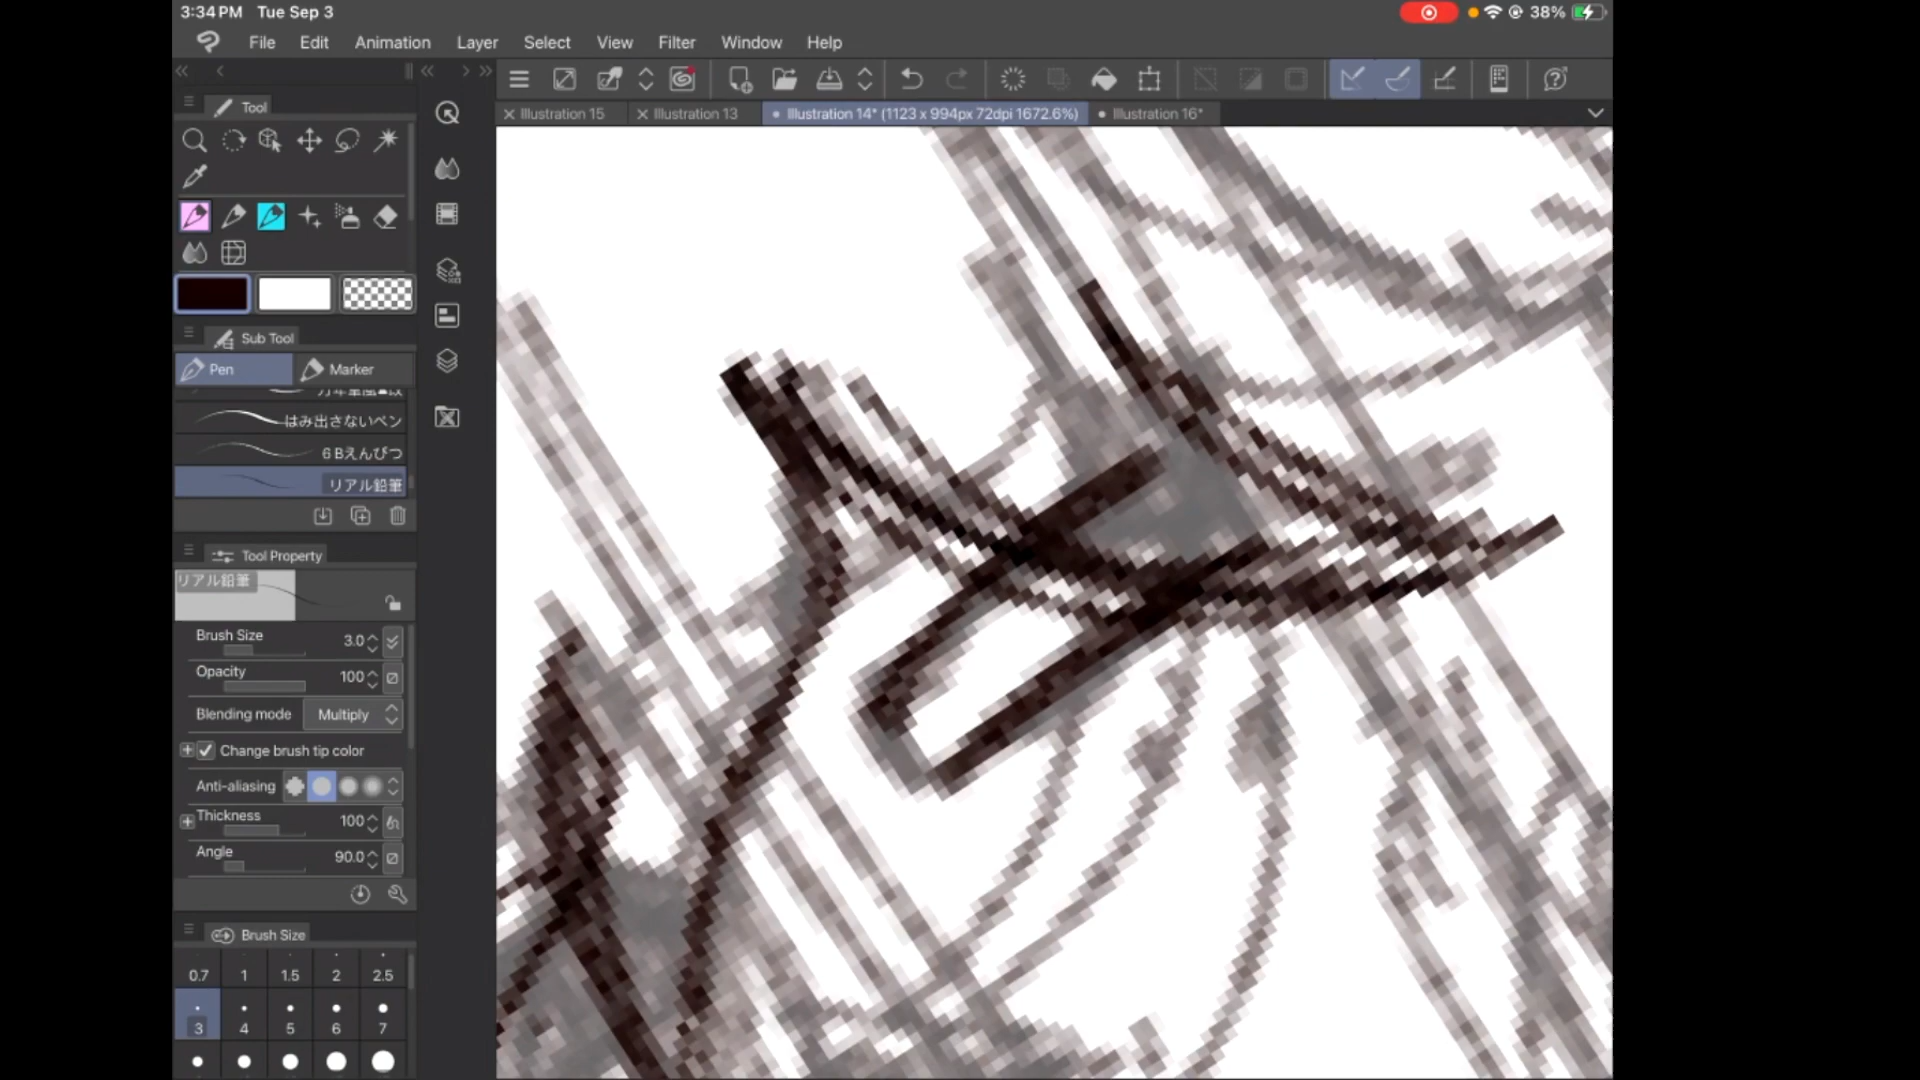 3:34 PM Tue Sep 3
38%
File Edit Animation Layer Select View Filter Window Help
Tool
Illustration 15
Illustration 13
Illustration 14* (1123 x 994px 72dpi 1672.6%)
Illustration 16*
Sub Tool
Pen
Marker
はみ出さないペン
6Bえんぴつ
リアル鉛筆
Tool Property
リアル鉛筆
Brush Size 3.0
Opacity 100
Blending mode Multiply
Change brush tip color
Anti-aliasing
Thickness 100
Angle 90.0
Brush Size
0.7 1 1.5 2 2.5
3 4 5 6 7